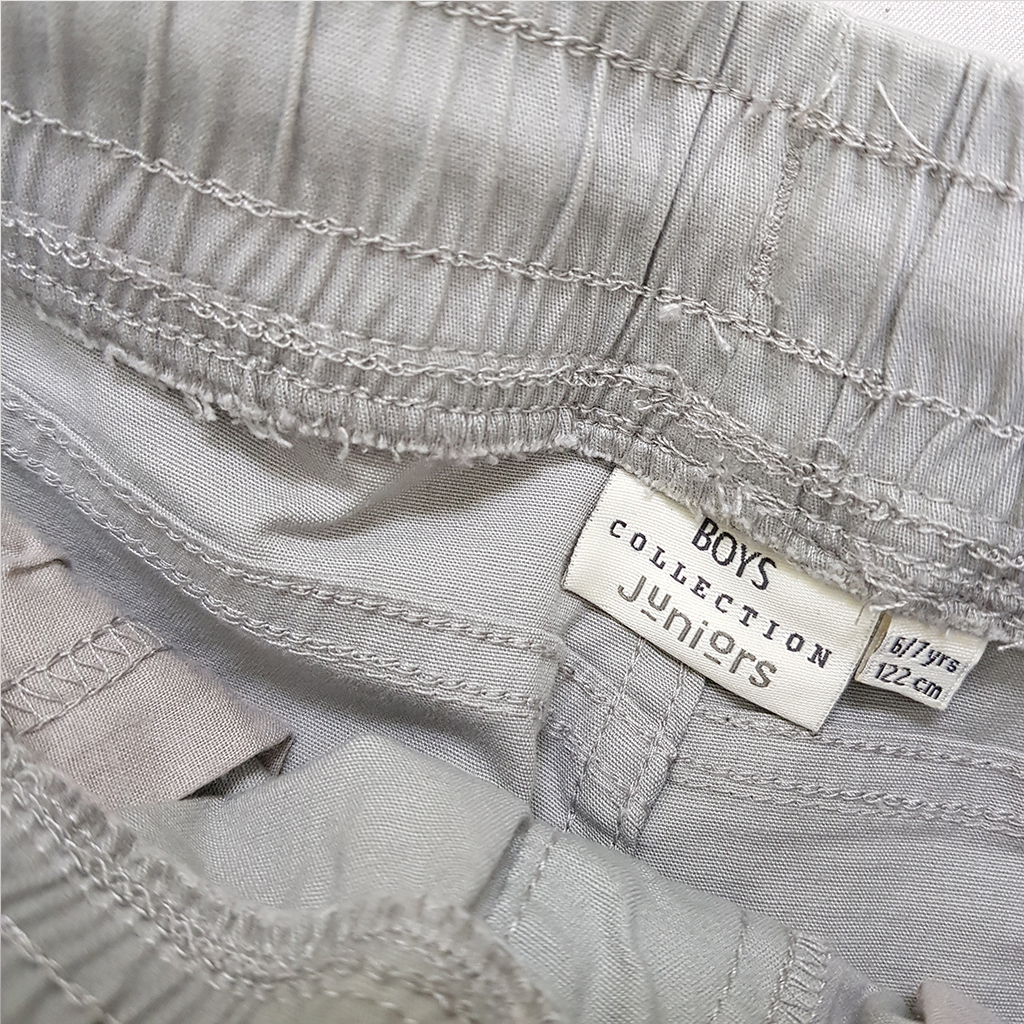 BOYS
COLLECTION
Juniors
6/7 yrs
122 cm